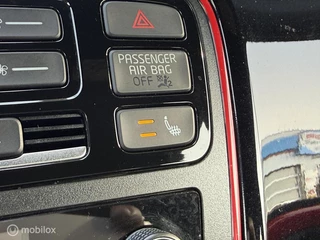 PASSENGER
AIR BAG
OFF
mobilox